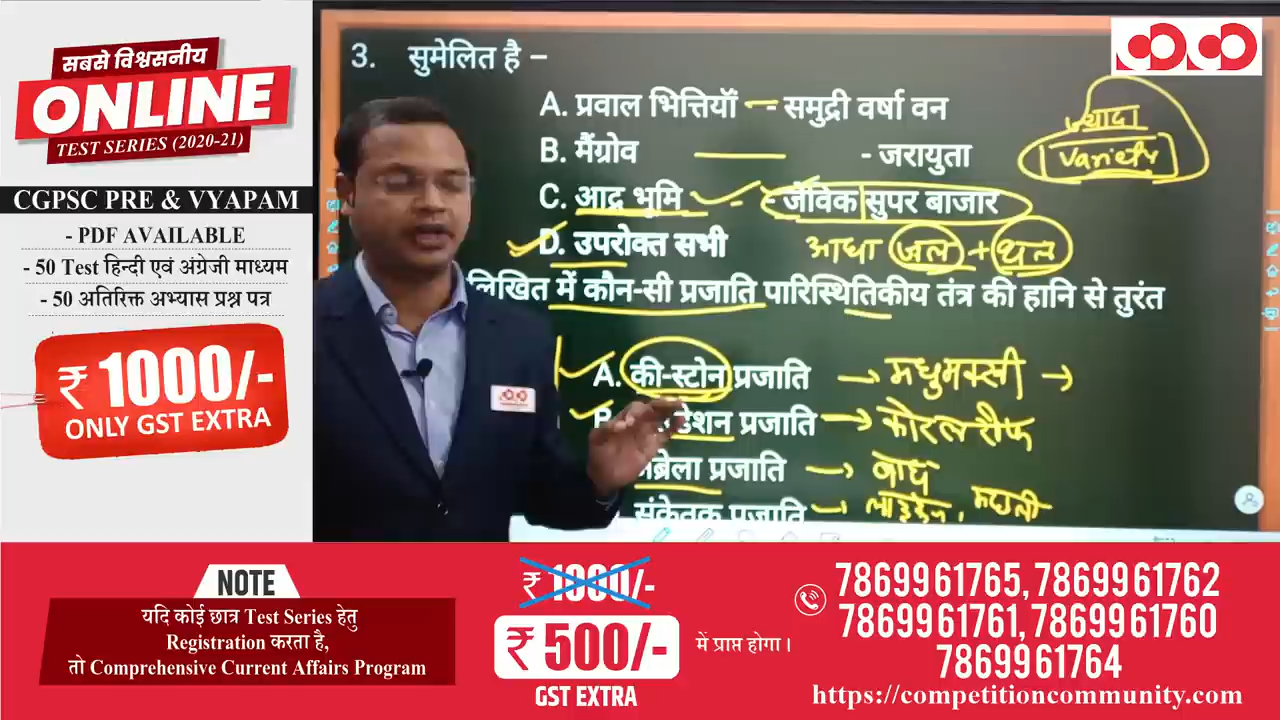 सबसे विश्वसनीय
ONLINE
TEST SERIES (2020-21)
CGPSC PRE & VYAPAM
- PDF AVAILABLE
- 50 Test हिन्दी एवं अंग्रेजी माध्यम
- 50 अतिरिक्त अभ्यास प्रश्न पत्र
₹ 1000/-
ONLY GST EXTRA
3. सुमेलित है –
A. प्रवाल भित्तियाँ - समुद्री वर्षा वन
B. मैंग्रोव - जरायुता
C. आद्र भूमि - जैविक सुपर बाजार
D. उपरोक्त सभी
ज्यादा
Variety
आधा जल + थल
लिखित में कौन-सी प्रजाति पारिस्थितिकीय तंत्र की हानि से तुरंत
A. की-स्टोन प्रजाति → मधुमक्खी →
B. डेशन प्रजाति → कोरल रीफ
अम्ब्रेला प्रजाति → बाघ
संकेतक प्रजाति → लाइकेन, मछली
NOTE
यदि कोई छात्र Test Series हेतु
Registration करता है,
तो Comprehensive Current Affairs Program
₹ 1000/-
₹ 500/- में प्राप्त होगा।
GST EXTRA
7869961765, 7869961762
7869961761, 7869961760
7869961764
https://competitioncommunity.com